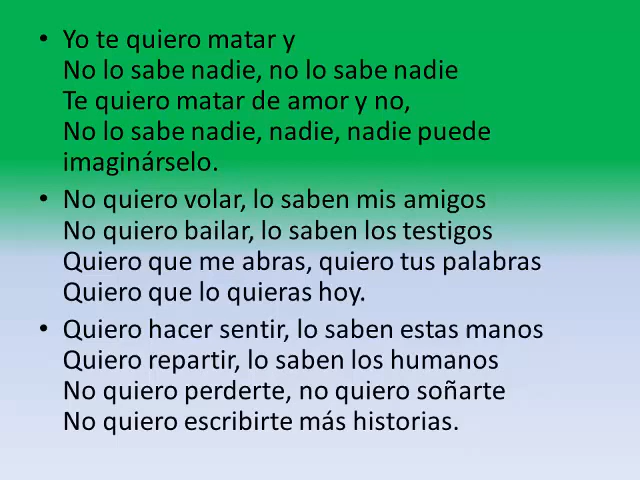 • Yo te quiero matar y
No lo sabe nadie, no lo sabe nadie
Te quiero matar de amor y no,
No lo sabe nadie, nadie, nadie puede
imaginárselo.
• No quiero volar, lo saben mis amigos
No quiero bailar, lo saben los testigos
Quiero que me abras, quiero tus palabras
Quiero que lo quieras hoy.
• Quiero hacer sentir, lo saben estas manos
Quiero repartir, lo saben los humanos
No quiero perderte, no quiero soñarte
No quiero escribirte más historias.